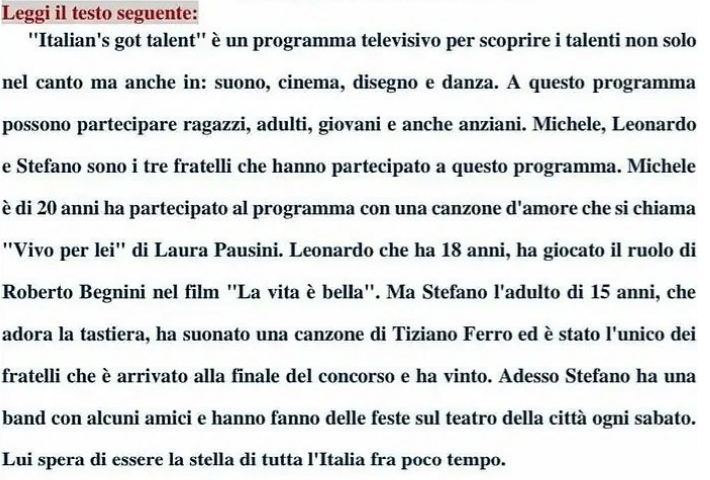 Leggi il testo seguente:
"Italian's got talent" è un programma televisivo per scoprire i talenti non solo
nel canto ma anche in: suono, cinema, disegno e danza. A questo programma
possono partecipare ragazzi, adulti, giovani e anche anziani. Michele, Leonardo
e Stefano sono i tre fratelli che hanno partecipato a questo programma. Michele
è di 20 anni ha partecipato al programma con una canzone d'amore che si chiama
"Vivo per lei" di Laura Pausini. Leonardo che ha 18 anni, ha giocato il ruolo di
Roberto Begnini nel film "La vita è bella". Ma Stefano l'adulto di 15 anni, che
adora la tastiera, ha suonato una canzone di Tiziano Ferro ed è stato l'unico dei
fratelli che è arrivato alla finale del concorso e ha vinto. Adesso Stefano ha una
band con alcuni amici e hanno fanno delle feste sul teatro della città ogni sabato.
Lui spera di essere la stella di tutta l'Italia fra poco tempo.